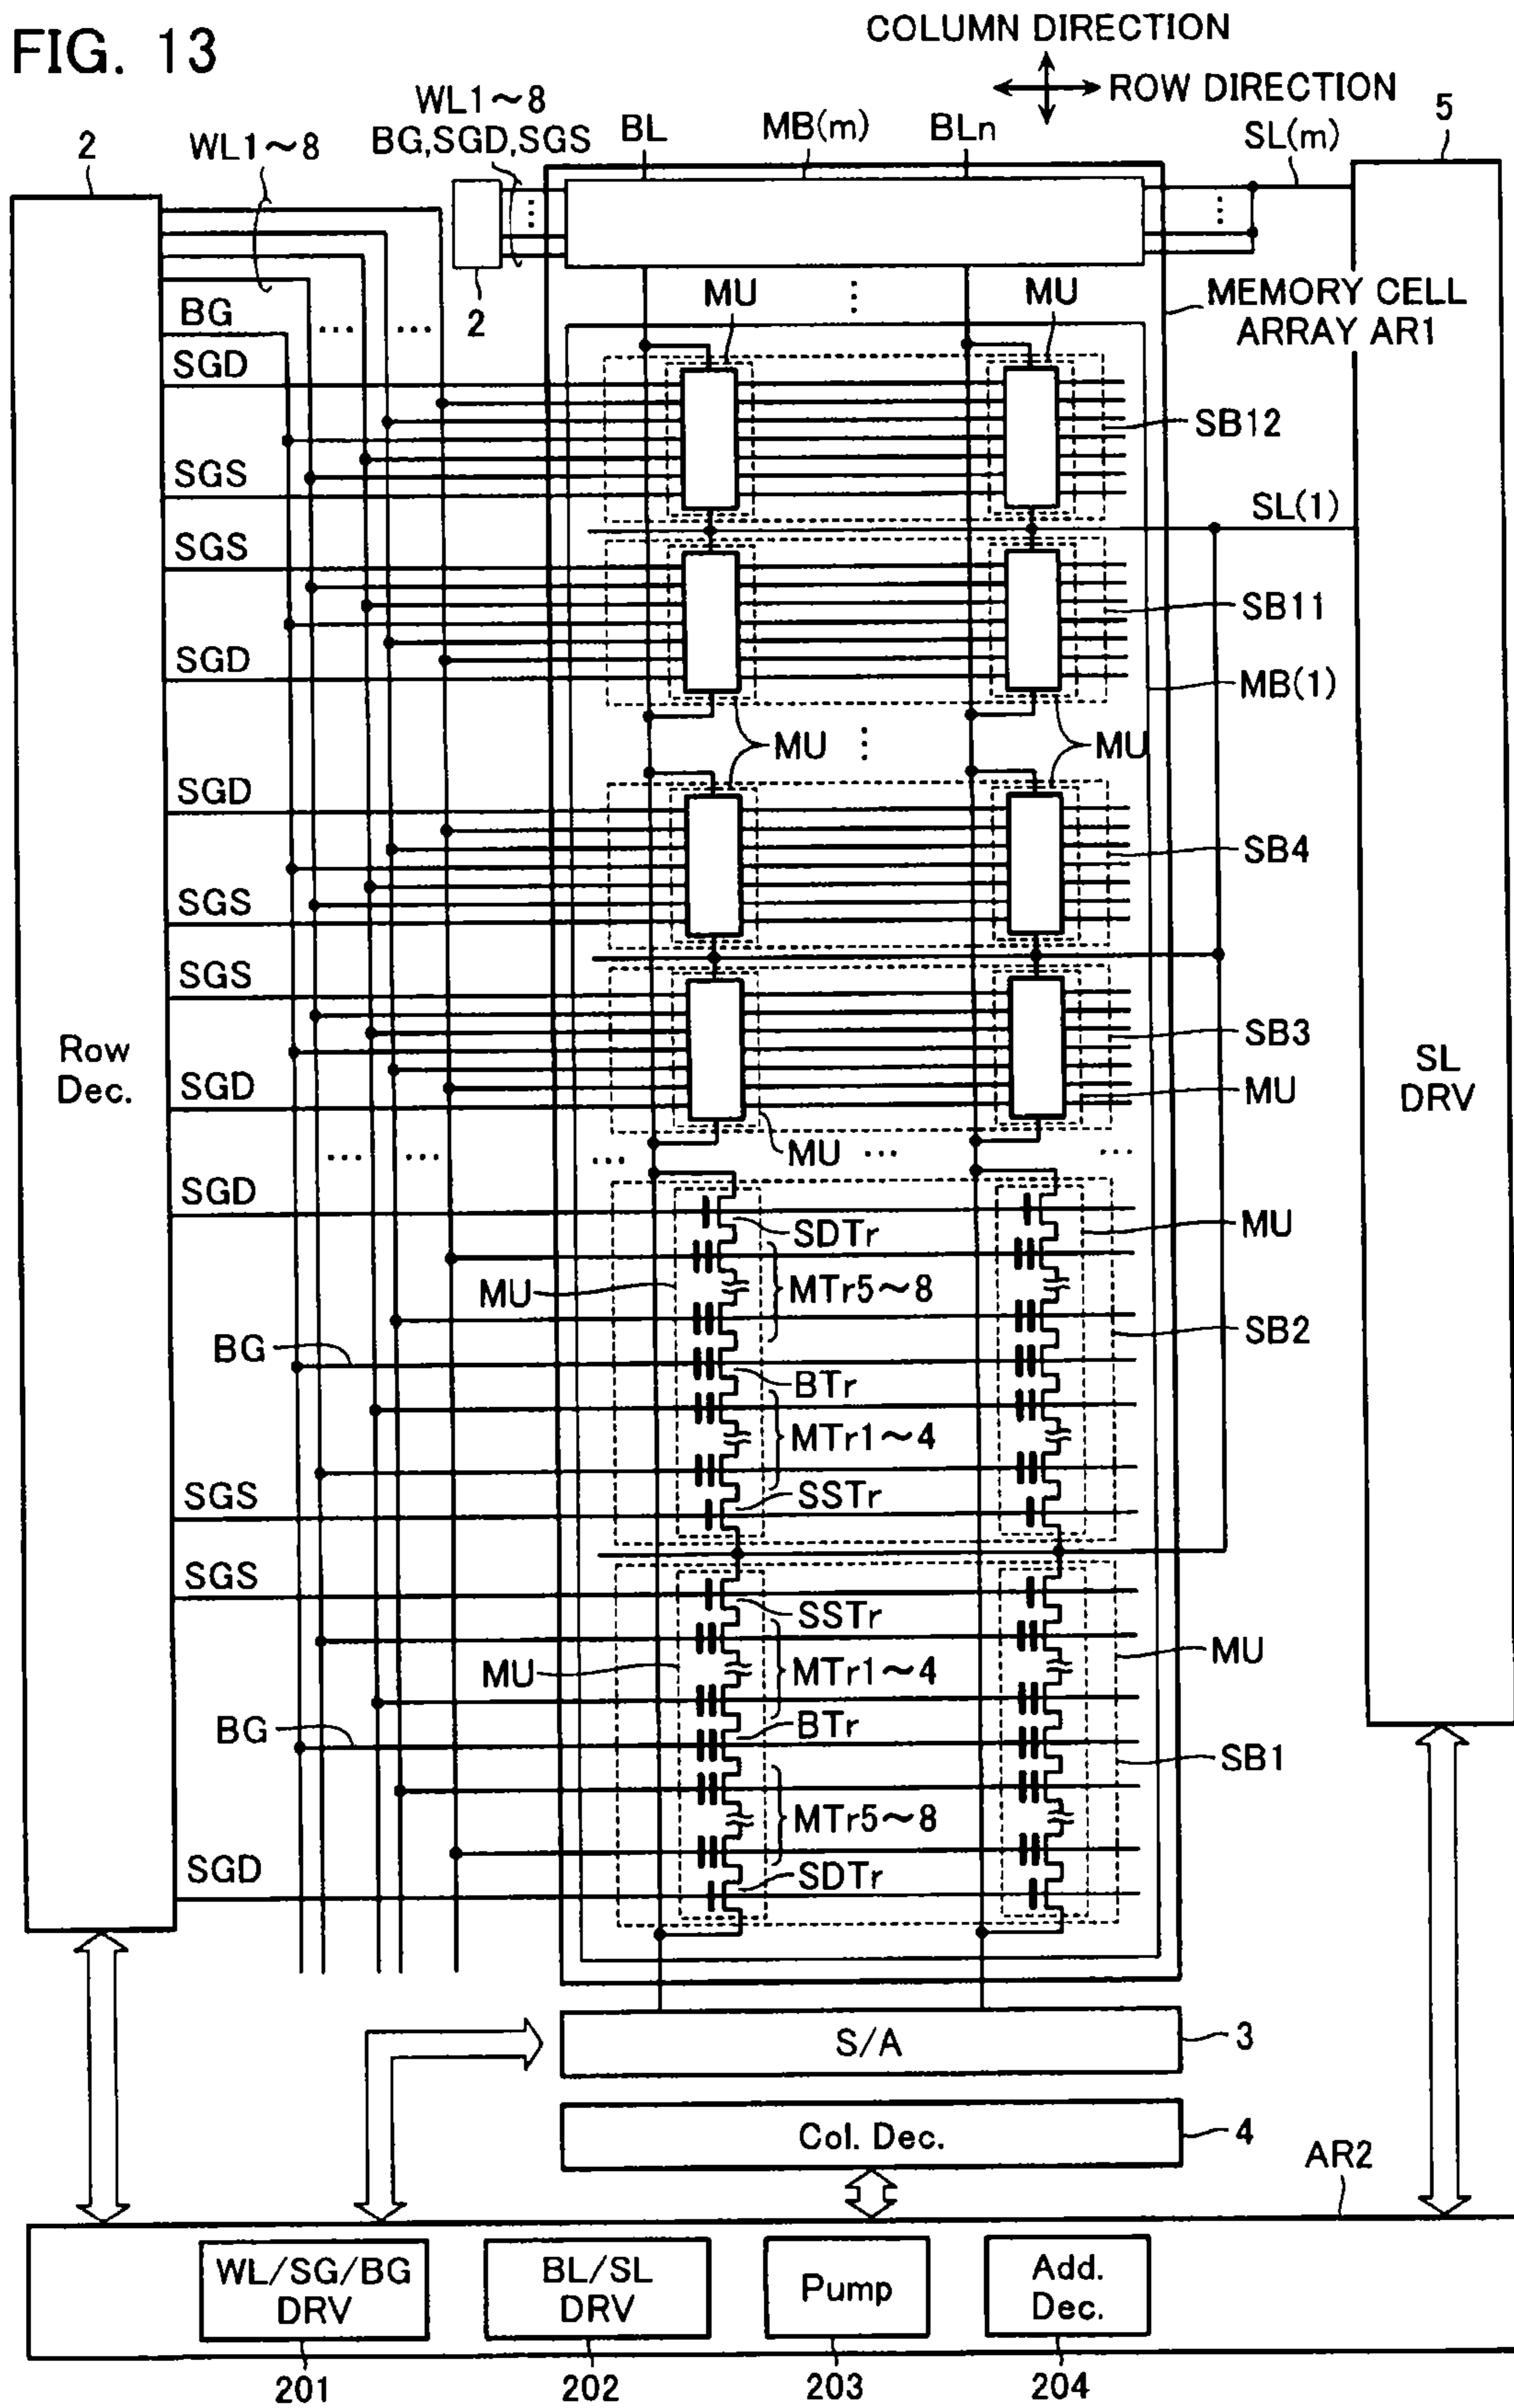 FIG. 13
COLUMN DIRECTION
ROW DIRECTION
2
WL1~8
WL1~8
BG,SGD,SGS
BL
MB(m)
BLn
SL(m)
5
2
MU
⋮
MU
MEMORY CELL
ARRAY AR1
BG
... ...
SGD
SB12
SGS
SL(1)
SGS
SB11
SGD
MB(1)
MU
⋮
MU
SGD
SB4
SGS
SGS
Row
Dec.
SB3
SL
DRV
SGD
MU
... ...
...
MU
...
...
SGD
SDTr
MU
MU
MTr5~8
SB2
BG
BTr
MTr1~4
SGS
SSTr
SGS
SSTr
MU
MTr1~4
MU
BG
BTr
SB1
MTr5~8
SGD
SDTr
S/A
3
Col. Dec.
4
AR2
WL/SG/BG
DRV
BL/SL
DRV
Pump
Add.
Dec.
201
202
203
204